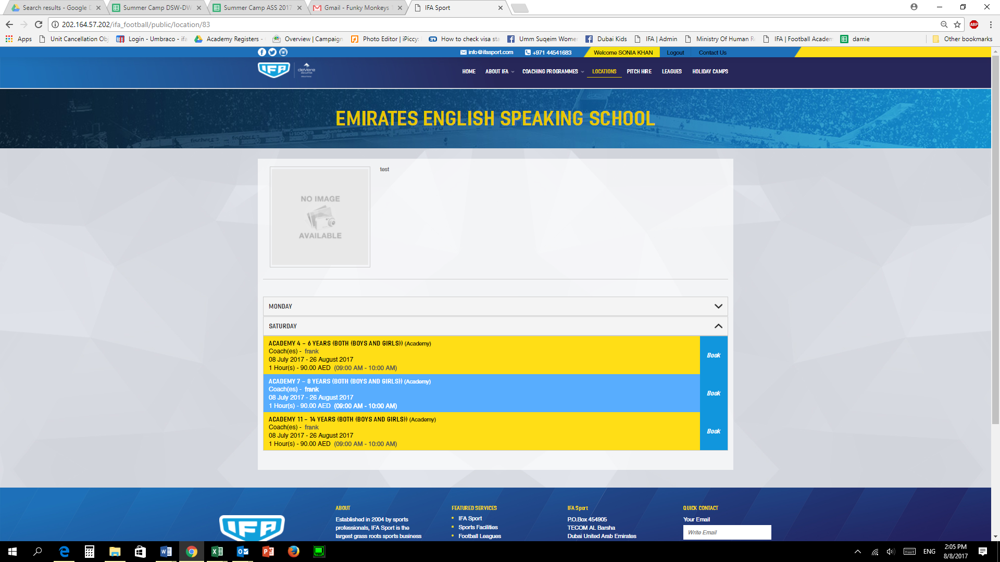 Search results - Google D
Summer Camp DSW-DW
Summer Camp ASS 2017
Gmail - Funky Monkeys
IFA Sport
202.164.57.202/ifa_football/public/location/83
ABP
Apps
Unit Cancellation Obj
Login - Umbraco - ifa
Academy Registers -
Overview | Campaign
Photo Editor | iPiccy:
How to check visa sta
Umm Suqeim Wome
Dubai Kids
IFA | Admin
Ministry Of Human R
IFA | Football Academ
damie
Other bookmarks
info@ifasport.com
+971 44541683
Welcome SONIA KHAN
Logout
Contact Us
IFA
deVere
HOME
ABOUT IFA
COACHING PROGRAMMES
LOCATIONS
PITCH HIRE
LEAGUES
HOLIDAY CAMPS
EMIRATES ENGLISH SPEAKING SCHOOL
NO IMAGE
AVAILABLE
test
MONDAY
SATURDAY
ACADEMY 4 – 6 YEARS (BOTH (BOYS AND GIRLS)) (Academy)
Coach(es) - frank
08 July 2017 - 26 August 2017
1 Hour(s) - 90.00 AED (09:00 AM - 10:00 AM)
Book
ACADEMY 7 – 8 YEARS (BOTH (BOYS AND GIRLS)) (Academy)
Coach(es) - frank
08 July 2017 - 26 August 2017
1 Hour(s) - 90.00 AED (09:00 AM - 10:00 AM)
Book
ACADEMY 11 – 14 YEARS (BOTH (BOYS AND GIRLS)) (Academy)
Coach(es) - frank
08 July 2017 - 26 August 2017
1 Hour(s) - 90.00 AED (09:00 AM - 10:00 AM)
Book
IFA
ABOUT
Established in 2004 by sports
professionals, IFA Sport is the
largest grass roots sports business
FEATURED SERVICES
IFA Sport
Sports Facilities
Football Leagues
IFA Sport
P.O.Box 454905
TECOM AL Barsha
Dubai United Arab Emirates
QUICK CONTACT
Your Email
Write Email
ENG
2:05 PM
8/8/2017